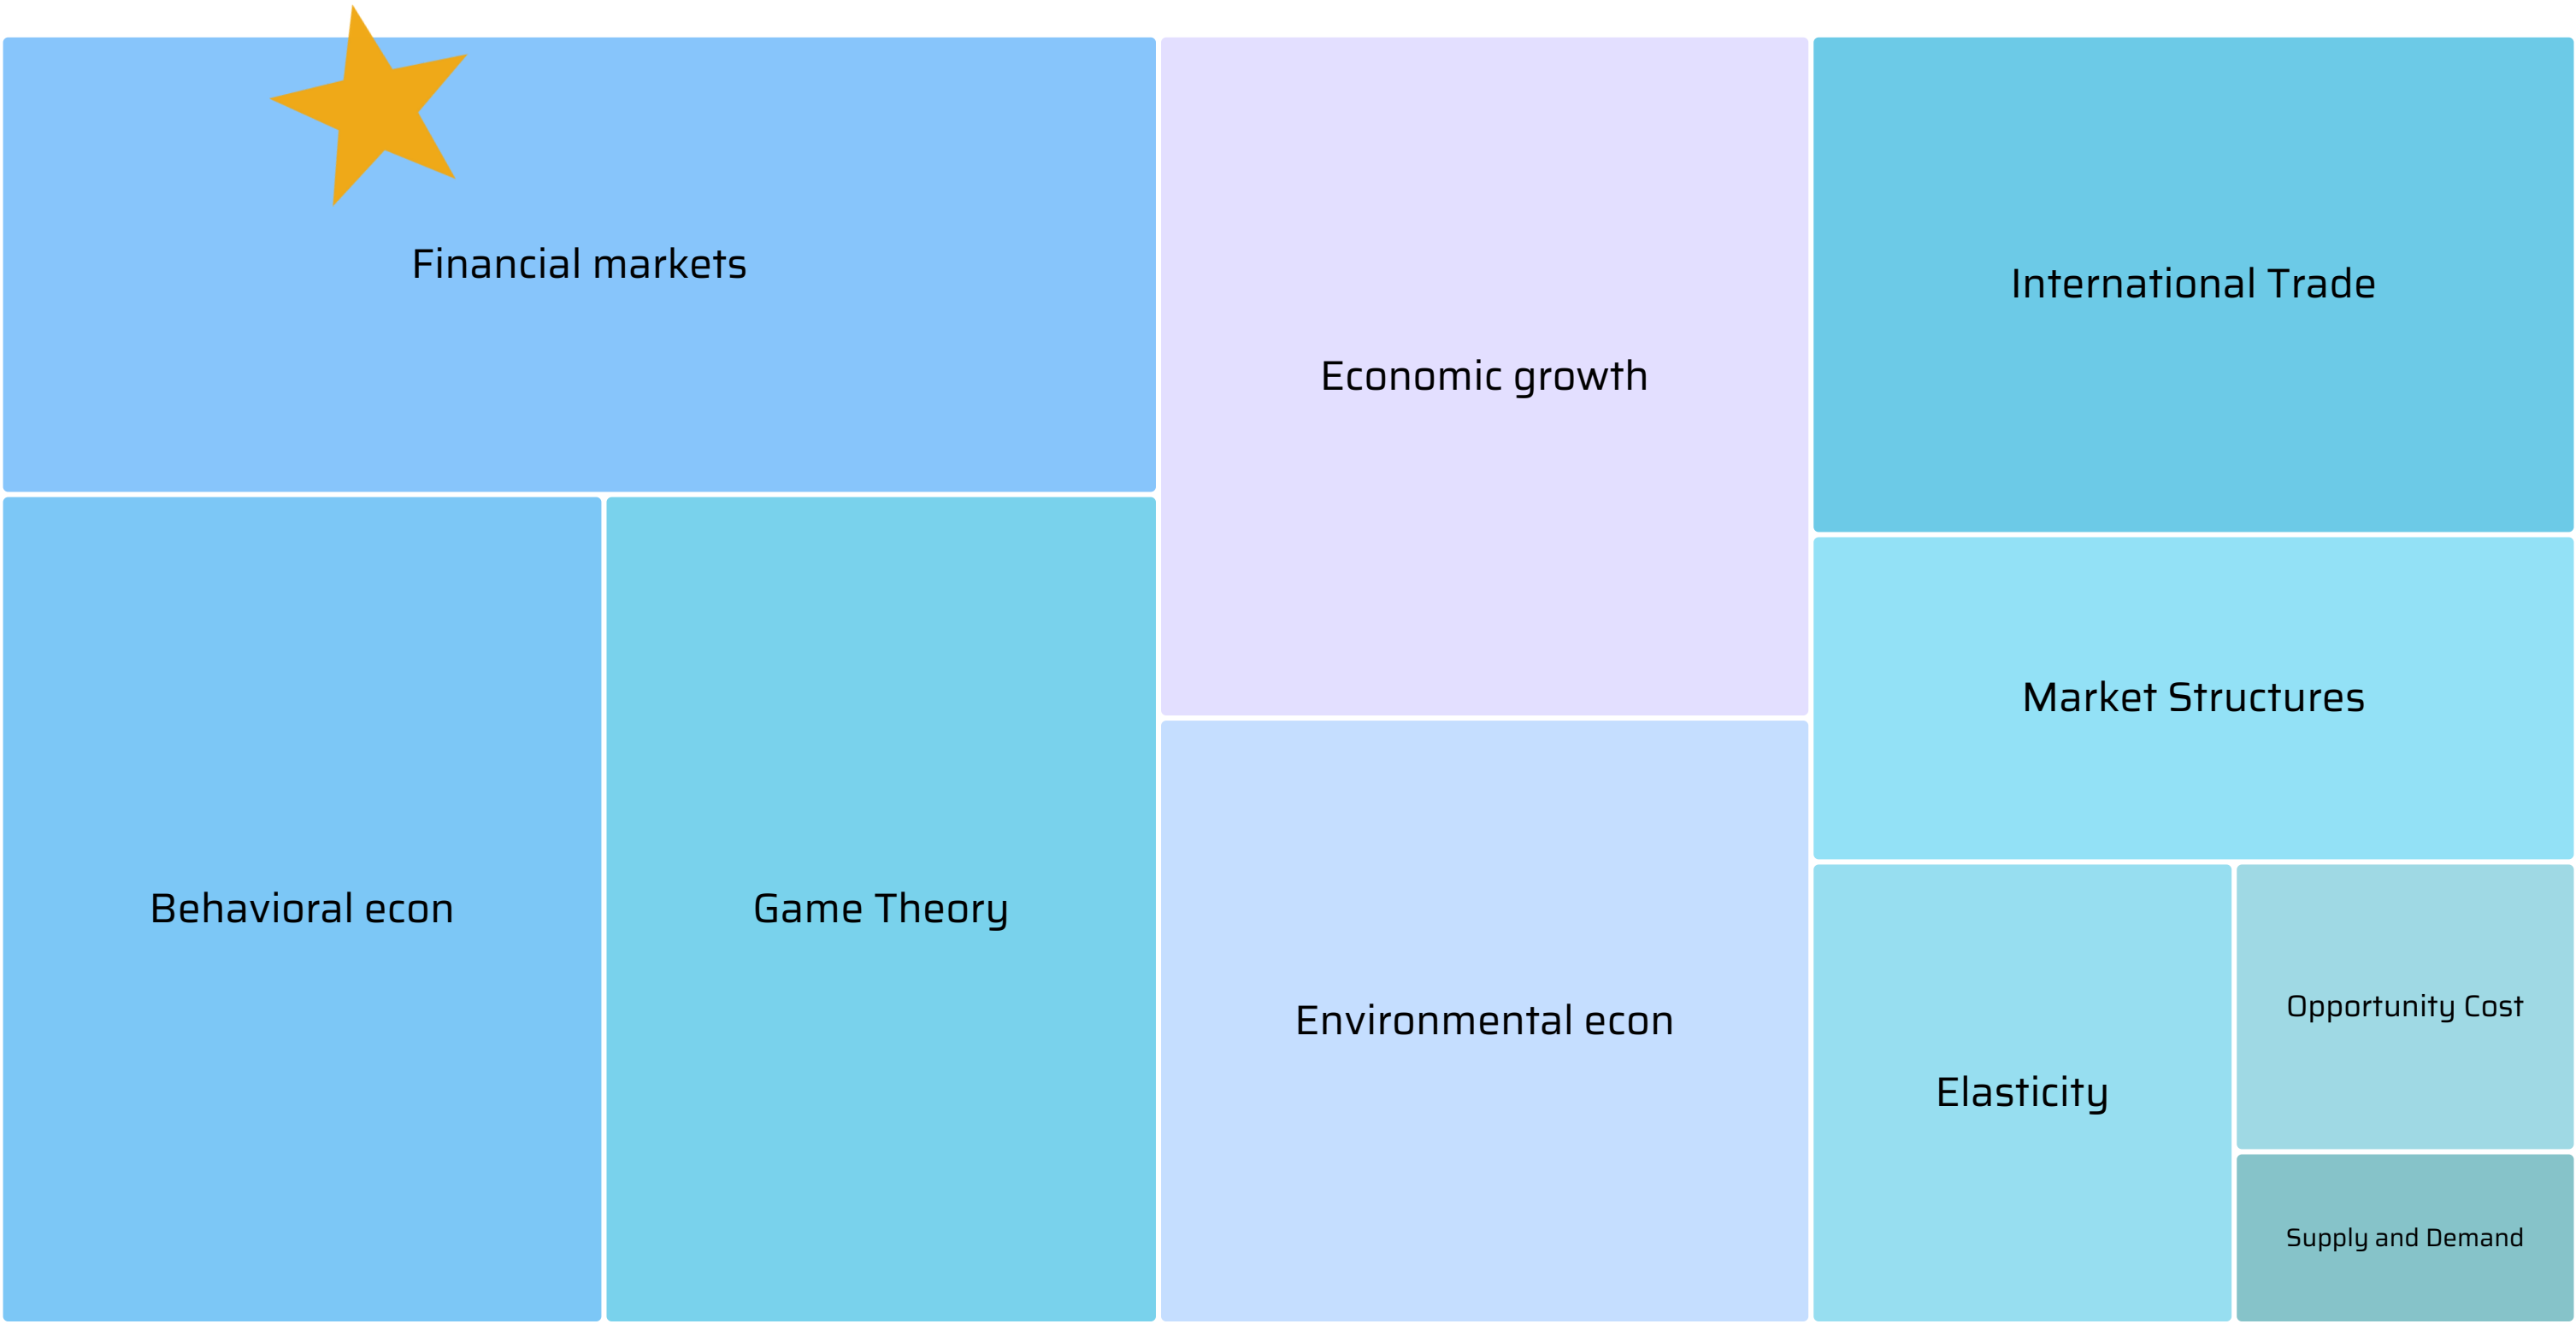 Financial markets
Economic growth
International Trade
Behavioral econ
Game Theory
Environmental econ
Market Structures
Elasticity
Opportunity Cost
Supply and Demand